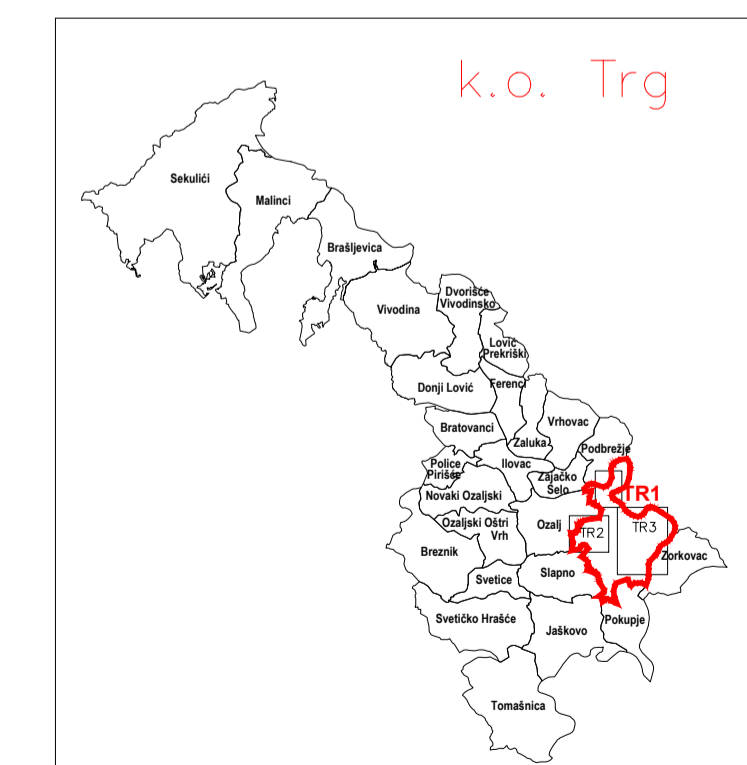 k.o. Trg
Sekulići
Malinci
Brašljevica
Vivodina
Dvorišće
Vivodinsko
Lović
Prekriški
Donji Lović
Ferenci
Bratovanci
Vrhovac
Zaluka
Podbrežje
Police
Pirišće
Ilovac
Zajačko
Selo
Novaki Ozaljski
TR1
Ozaljski Oštri
Vrh
Ozalj
TR2
TR3
Breznik
Zorkovac
Svetice
Slapno
Svetičko Hrašće
Jaškovo
Pokupje
Tomašnica